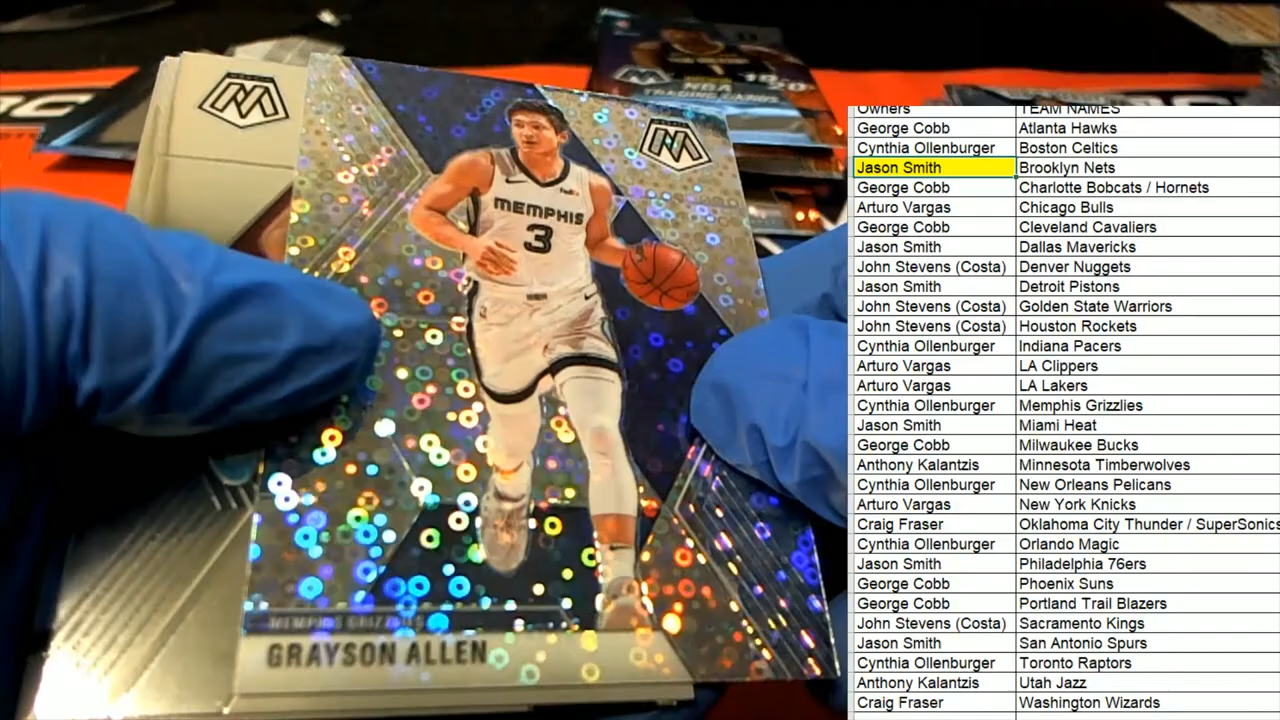 MOSAIC
MOSAIC
19
20
NBA
TRADING CARDS
FedEx
MEMPHIS
3
MEMPHIS GRIZZLIES
GRAYSON ALLEN
Owners TEAM NAMES
George Cobb Atlanta Hawks
Cynthia Ollenburger Boston Celtics
Jason Smith Brooklyn Nets
George Cobb Charlotte Bobcats / Hornets
Arturo Vargas Chicago Bulls
George Cobb Cleveland Cavaliers
Jason Smith Dallas Mavericks
John Stevens (Costa) Denver Nuggets
Jason Smith Detroit Pistons
John Stevens (Costa) Golden State Warriors
John Stevens (Costa) Houston Rockets
Cynthia Ollenburger Indiana Pacers
Arturo Vargas LA Clippers
Arturo Vargas LA Lakers
Cynthia Ollenburger Memphis Grizzlies
Jason Smith Miami Heat
George Cobb Milwaukee Bucks
Anthony Kalantzis Minnesota Timberwolves
Cynthia Ollenburger New Orleans Pelicans
Arturo Vargas New York Knicks
Craig Fraser Oklahoma City Thunder / SuperSonics
Cynthia Ollenburger Orlando Magic
Jason Smith Philadelphia 76ers
George Cobb Phoenix Suns
George Cobb Portland Trail Blazers
John Stevens (Costa) Sacramento Kings
Jason Smith San Antonio Spurs
Cynthia Ollenburger Toronto Raptors
Anthony Kalantzis Utah Jazz
Craig Fraser Washington Wizards